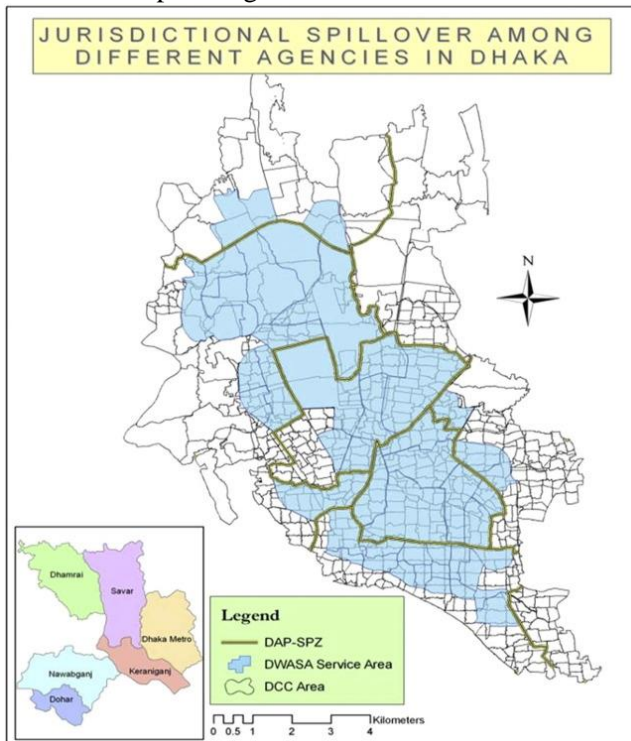 JURISDICTIONAL SPILLOVER AMONG
DIFFERENT AGENCIES IN DHAKA
N
Dhamrai
Savar
Dhaka Metro
Keraniganj
Nawabganj
Dohar
Legend
DAP-SPZ
DWASA Service Area
DCC Area
Kilometers
0 0.5 1 2 3 4